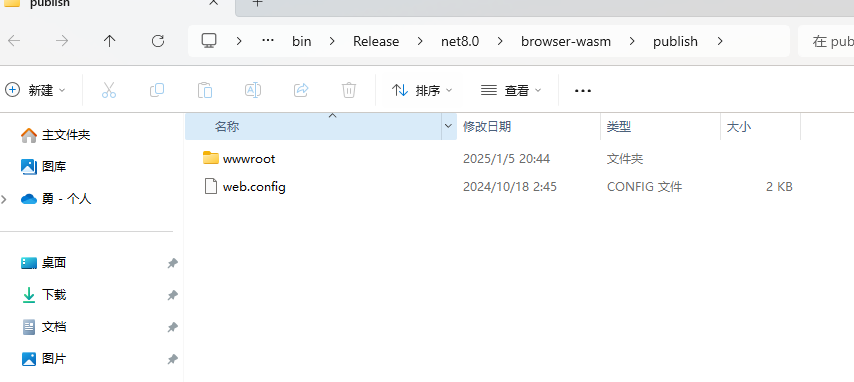 publish
bin Release net8.0 browser-wasm publish 在 pub
新建 排序 查看
名称 修改日期 类型 大小
主文件夹
wwwroot 2025/1/5 20:44 文件夹
图库
web.config 2024/10/18 2:45 CONFIG 文件 2 KB
勇 - 个人
桌面
下载
文档
图片